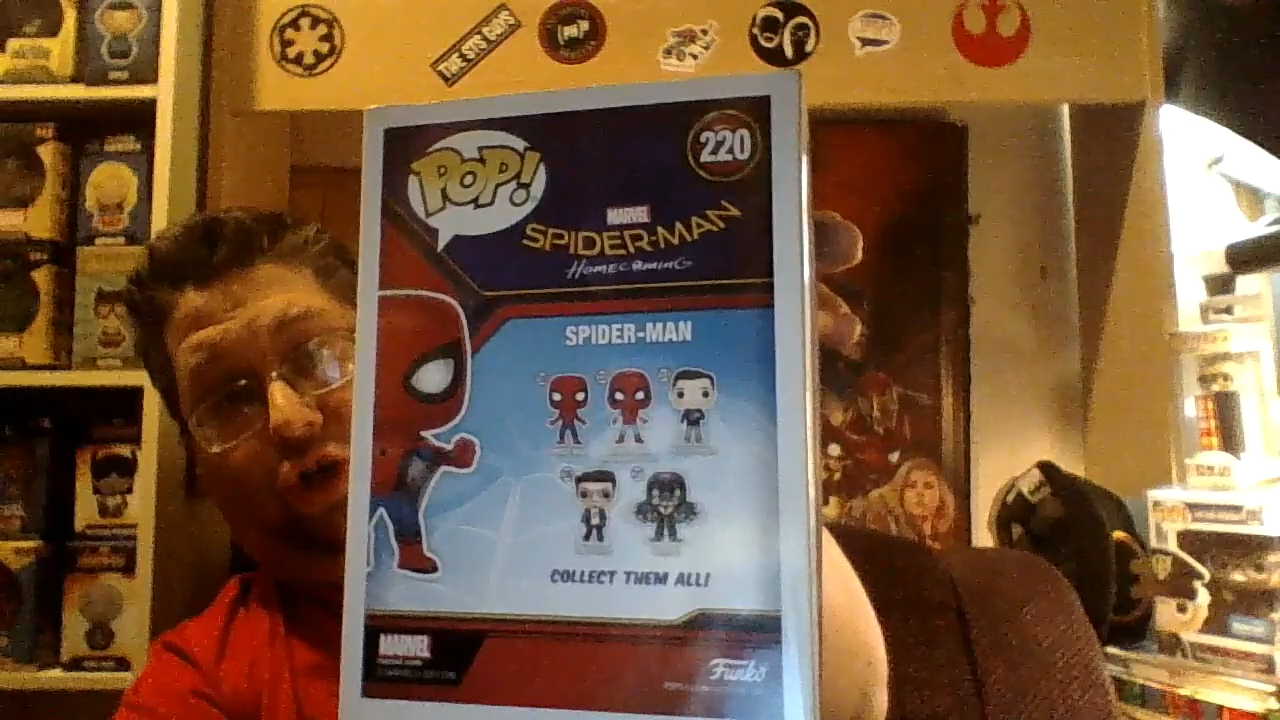 THE STS GUYS
POP!
220
MARVEL
SPIDER-MAN
HOMECOMING
SPIDER-MAN
COLLECT THEM ALL!
MARVEL
Funko